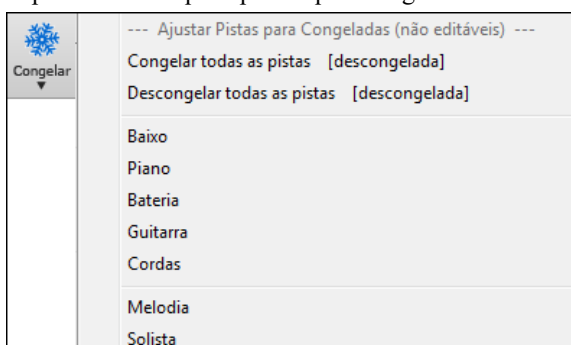 --- Ajustar Pistas para Congeladas (não editáveis) ---
Congelar
Congelar todas as pistas [descongelada]
Descongelar todas as pistas [descongelada]
Baixo
Piano
Bateria
Guitarra
Cordas
Melodia
Solista